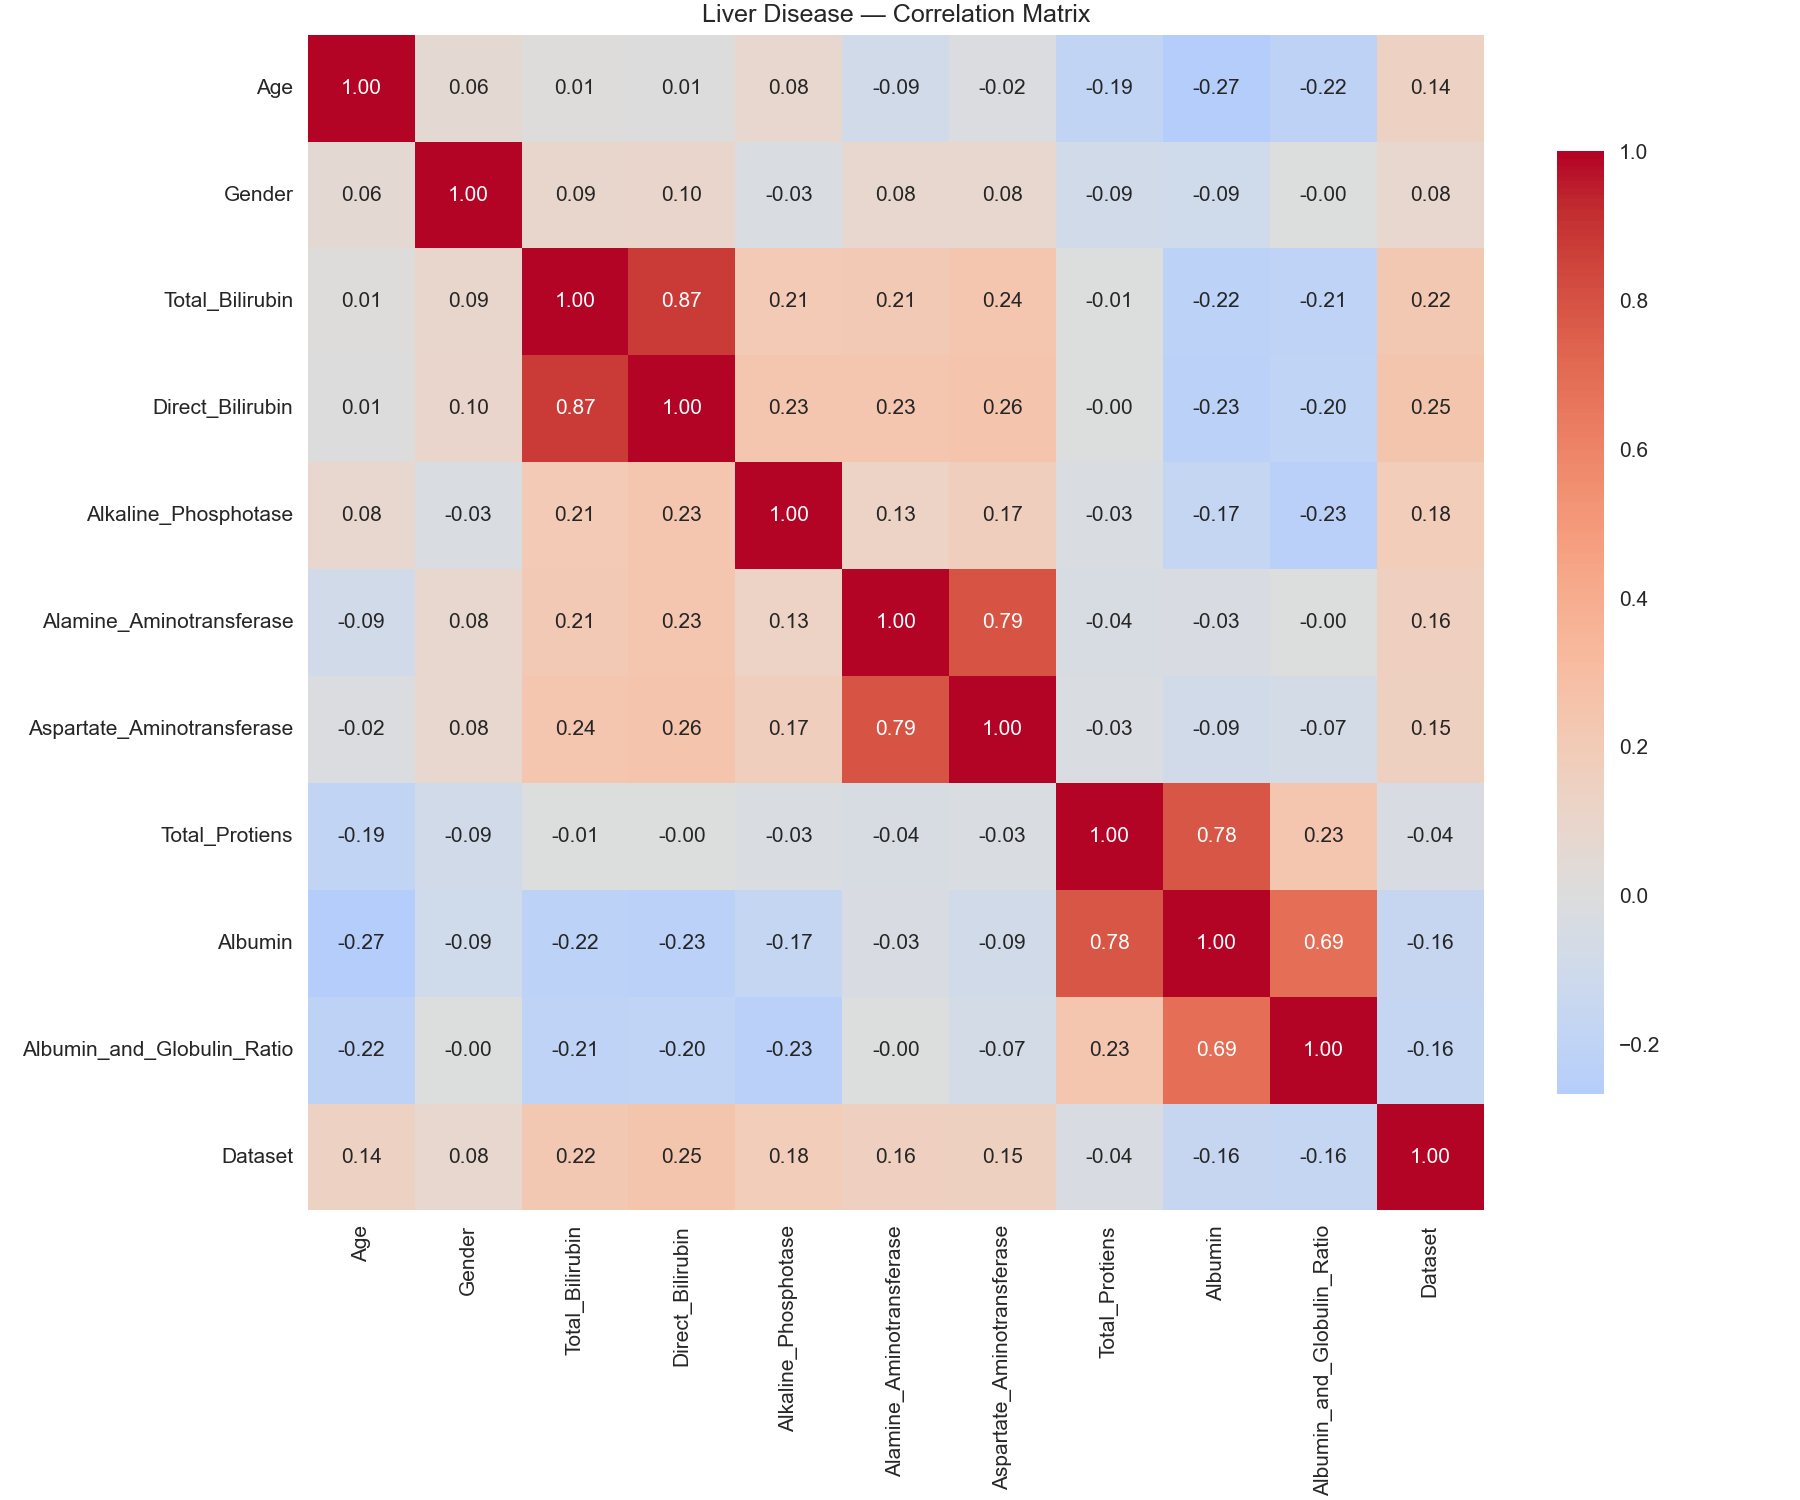 Liver Disease — Correlation Matrix
Age 1.00 0.06 0.01 0.01 0.08 -0.09 -0.02 -0.19 -0.27 -0.22 0.14
Gender 0.06 1.00 0.09 0.10 -0.03 0.08 0.08 -0.09 -0.09 -0.00 0.08
Total_Bilirubin 0.01 0.09 1.00 0.87 0.21 0.21 0.24 -0.01 -0.22 -0.21 0.22
Direct_Bilirubin 0.01 0.10 0.87 1.00 0.23 0.23 0.26 -0.00 -0.23 -0.20 0.25
Alkaline_Phosphotase 0.08 -0.03 0.21 0.23 1.00 0.13 0.17 -0.03 -0.17 -0.23 0.18
Alamine_Aminotransferase -0.09 0.08 0.21 0.23 0.13 1.00 0.79 -0.04 -0.03 -0.00 0.16
Aspartate_Aminotransferase -0.02 0.08 0.24 0.26 0.17 0.79 1.00 -0.03 -0.09 -0.07 0.15
Total_Protiens -0.19 -0.09 -0.01 -0.00 -0.03 -0.04 -0.03 1.00 0.78 0.23 -0.04
Albumin -0.27 -0.09 -0.22 -0.23 -0.17 -0.03 -0.09 0.78 1.00 0.69 -0.16
Albumin_and_Globulin_Ratio -0.22 -0.00 -0.21 -0.20 -0.23 -0.00 -0.07 0.23 0.69 1.00 -0.16
Dataset 0.14 0.08 0.22 0.25 0.18 0.16 0.15 -0.04 -0.16 -0.16 1.00
Age
Gender
Total_Bilirubin
Direct_Bilirubin
Alkaline_Phosphotase
Alamine_Aminotransferase
Aspartate_Aminotransferase
Total_Protiens
Albumin
Albumin_and_Globulin_Ratio
Dataset
1.0
0.8
0.6
0.4
0.2
0.0
−0.2